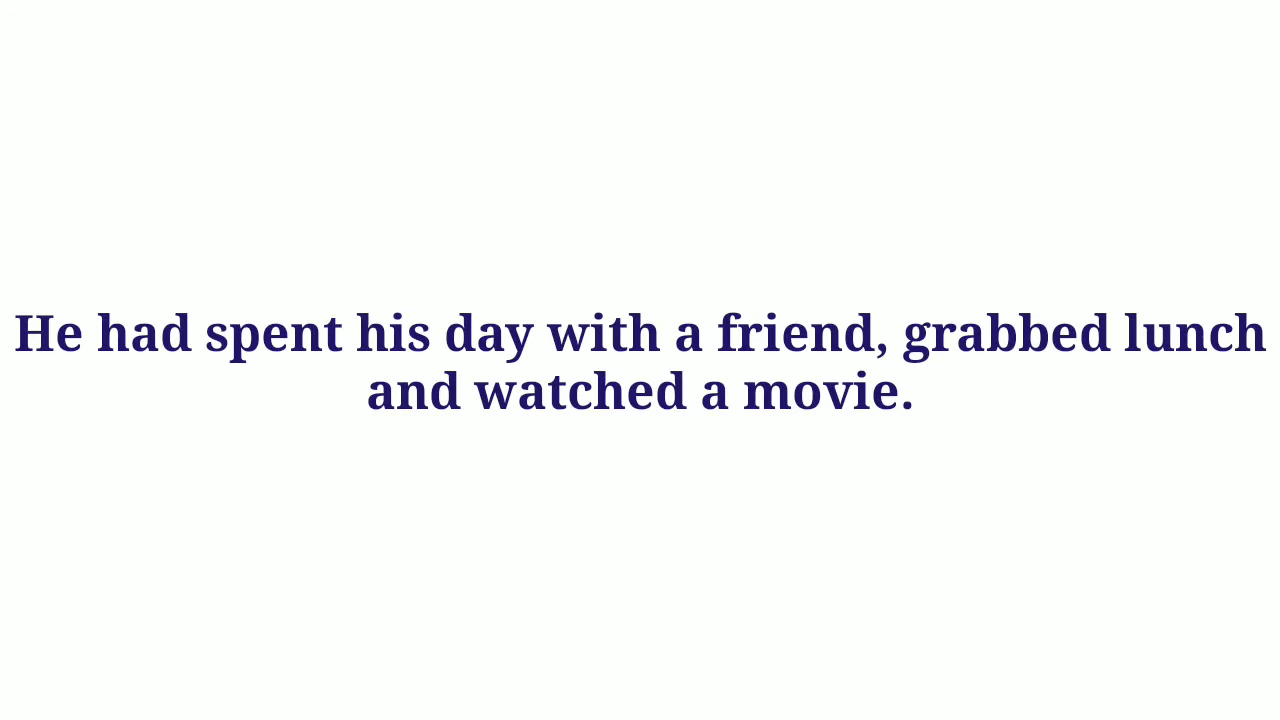 He had spent his day with a friend, grabbed lunch
and watched a movie.